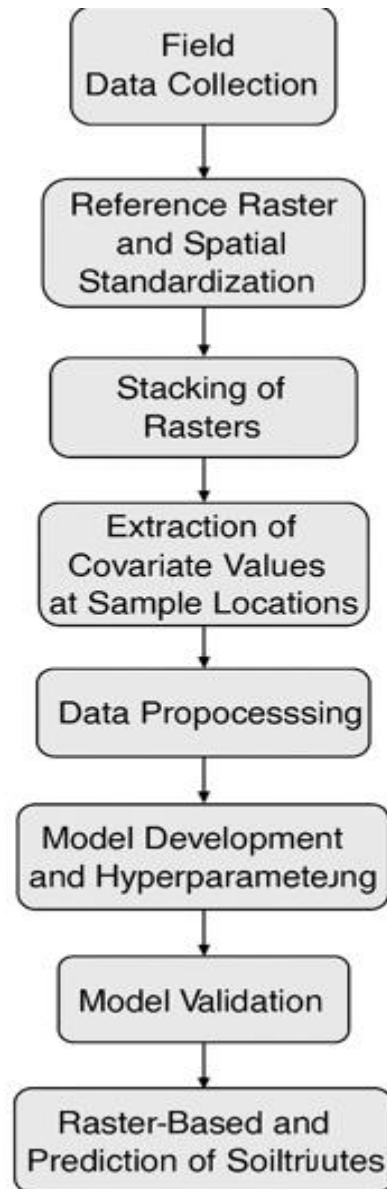 Field
Data Collection
Reference Raster
and Spatial
Standardization
Stacking of
Rasters
Extraction of
Covariate Values
at Sample Locations
Data Propocesssing
Model Development
and
Model Validation
Raster-Based and
Prediction of